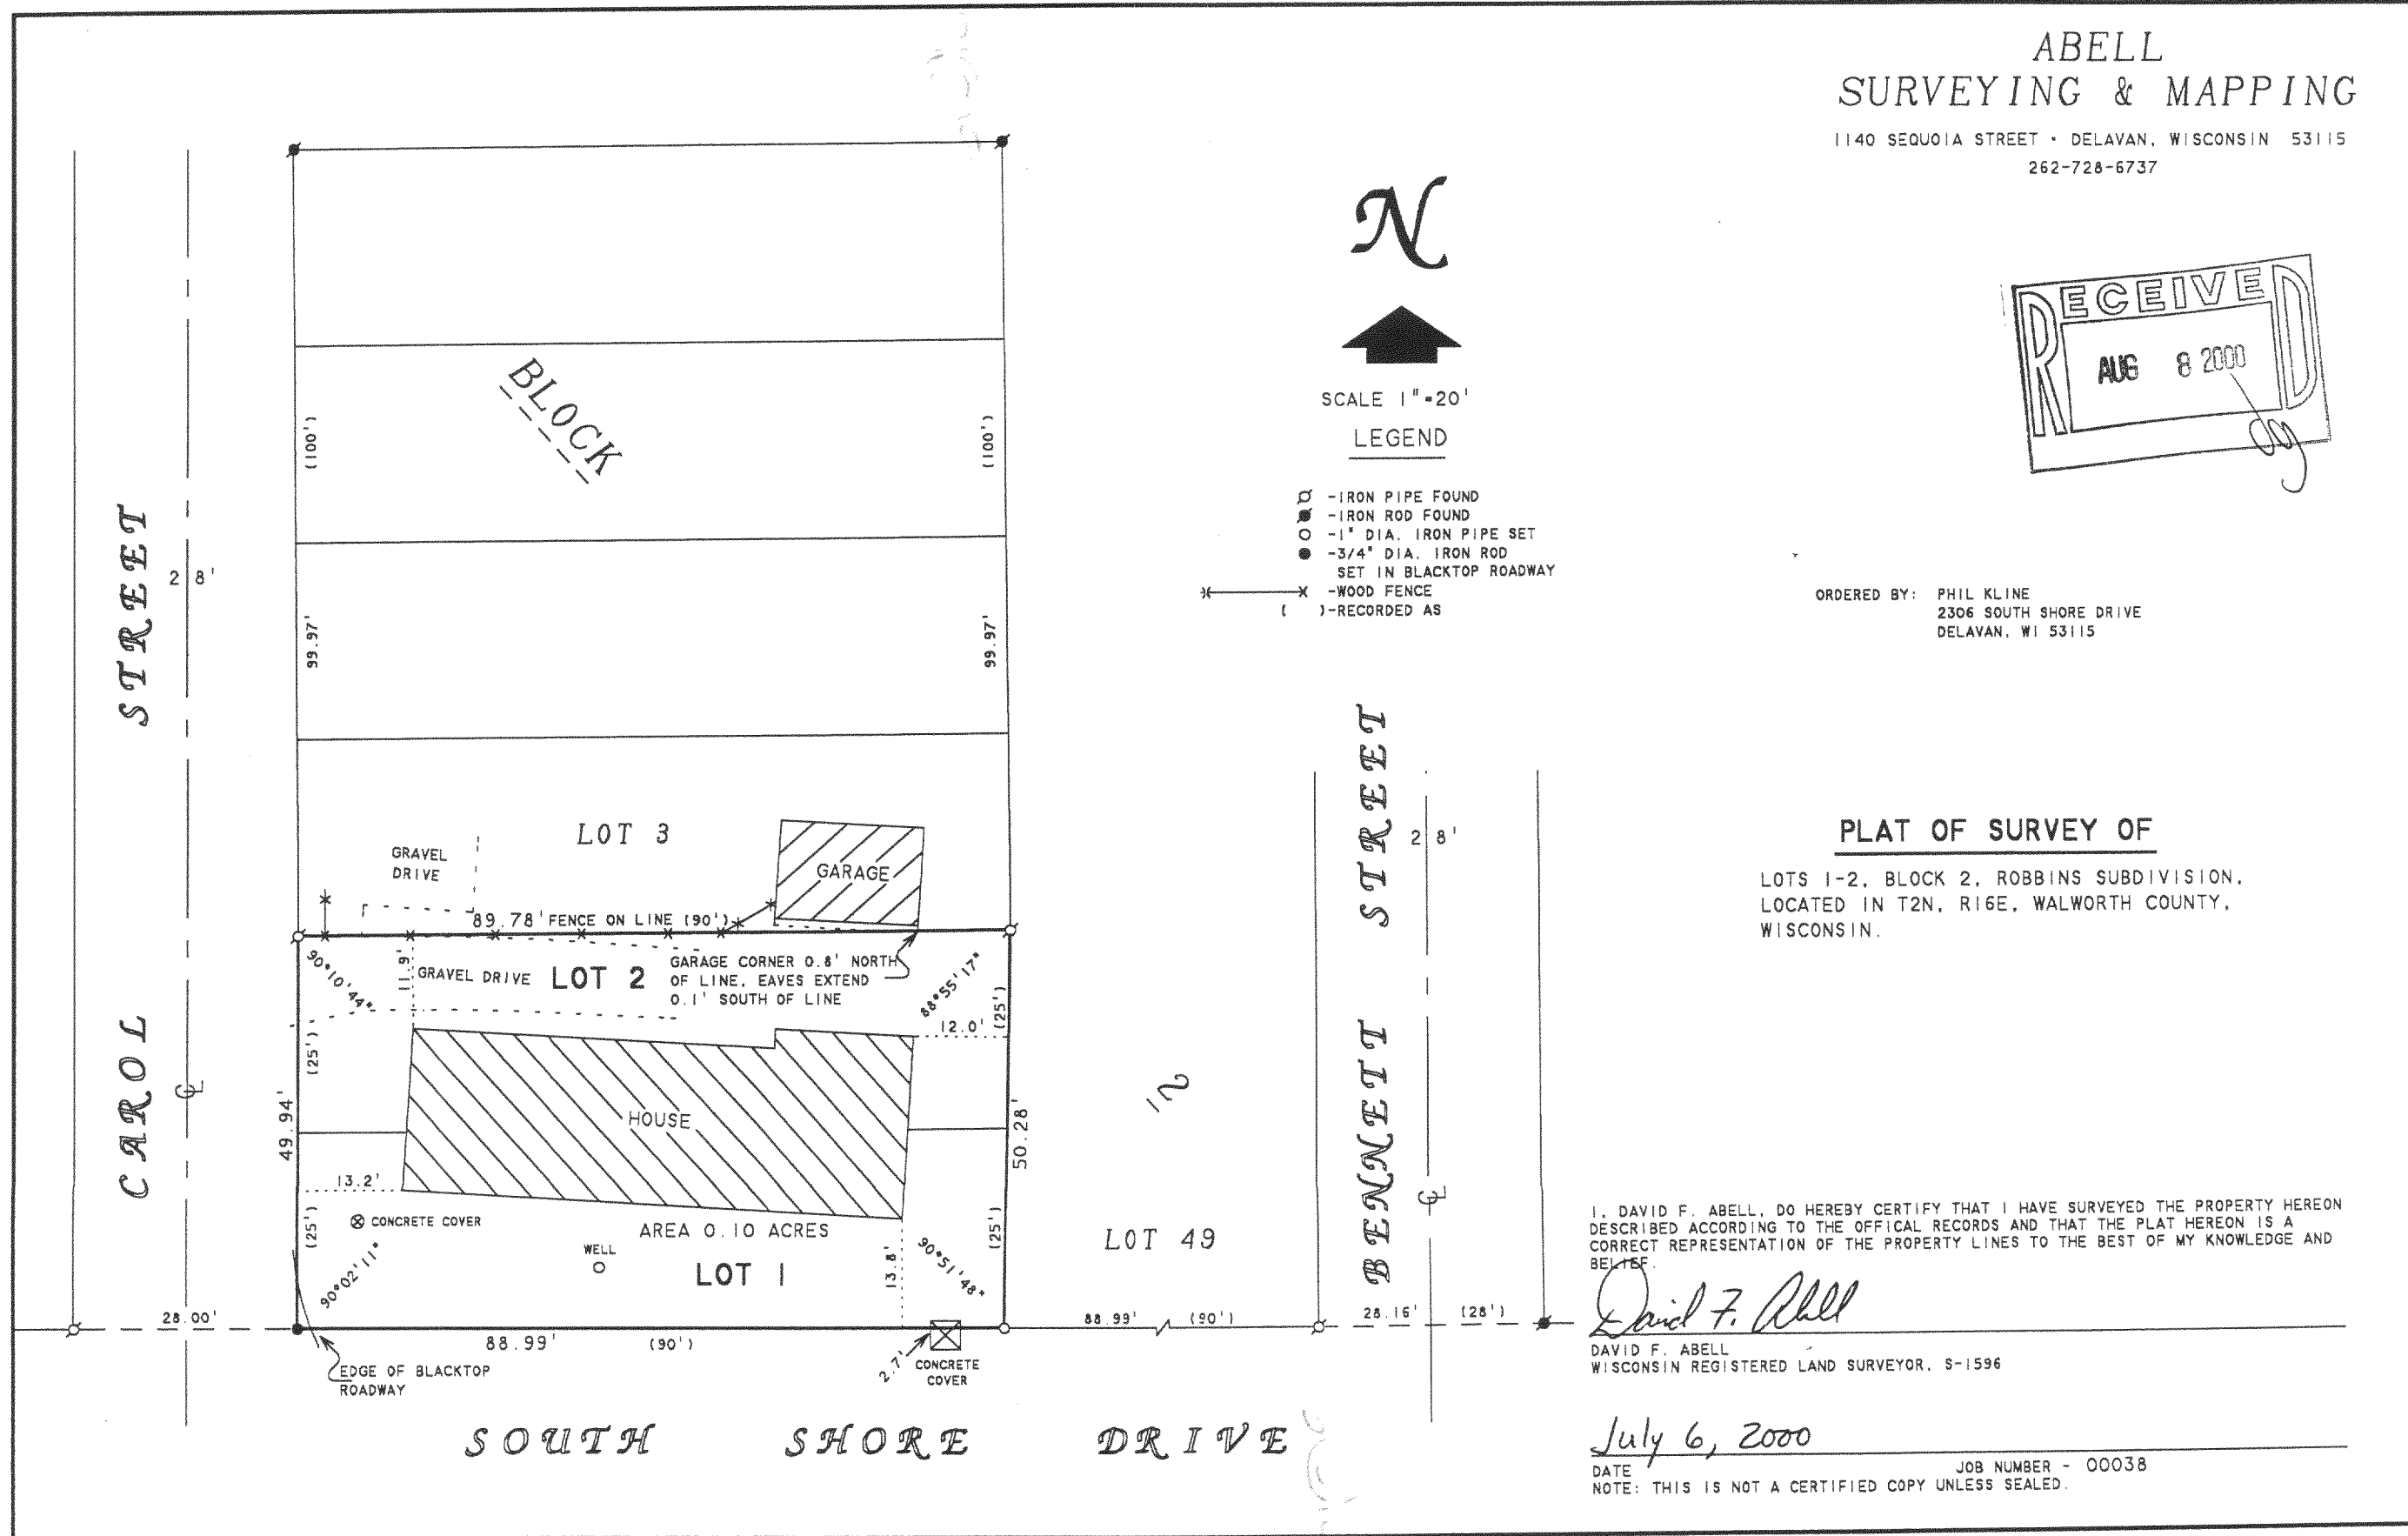 ABELL
SURVEYING & MAPPING
1140 SEQUOIA STREET • DELAVAN, WISCONSIN 53115
262-728-6737
RECEIVED
AUG 8 2000
N
SCALE 1"=20'
LEGEND
-IRON PIPE FOUND
-IRON ROD FOUND
-1" DIA. IRON PIPE SET
-3/4" DIA. IRON ROD
SET IN BLACKTOP ROADWAY
-WOOD FENCE
( )-RECORDED AS
ORDERED BY: PHIL KLINE
2306 SOUTH SHORE DRIVE
DELAVAN, WI 53115
PLAT OF SURVEY OF
LOTS 1-2, BLOCK 2, ROBBINS SUBDIVISION,
LOCATED IN T2N, R16E, WALWORTH COUNTY,
WISCONSIN.
I, DAVID F. ABELL, DO HEREBY CERTIFY THAT I HAVE SURVEYED THE PROPERTY HEREON
DESCRIBED ACCORDING TO THE OFFICAL RECORDS AND THAT THE PLAT HEREON IS A
CORRECT REPRESENTATION OF THE PROPERTY LINES TO THE BEST OF MY KNOWLEDGE AND
BELIEF.
David F. Abell
DAVID F. ABELL
WISCONSIN REGISTERED LAND SURVEYOR, S-1596
July 6, 2000
DATE JOB NUMBER - 00038
NOTE: THIS IS NOT A CERTIFIED COPY UNLESS SEALED.
BLOCK
2
(100')
(100')
99.97'
99.97'
CAROL STREET
28'
BENNETT STREET
28'
LOT 3
GRAVEL
DRIVE
GARAGE
89.78' FENCE ON LINE (90')
90°10'44"
11.9'
GRAVEL DRIVE
LOT 2
GARAGE CORNER 0.8' NORTH
OF LINE, EAVES EXTEND
0.1' SOUTH OF LINE
88°55'17"
(25')
(25')
12.0'
HOUSE
49.94'
50.28'
13.2'
(25')
(25')
CONCRETE COVER
AREA 0.10 ACRES
WELL
LOT 1
90°02'11"
13.8'
90°51'48"
LOT 49
28.00'
88.99'
(90')
88.99'
(90')
28.16'
(28')
EDGE OF BLACKTOP
ROADWAY
2.7'
CONCRETE
COVER
SOUTH SHORE DRIVE